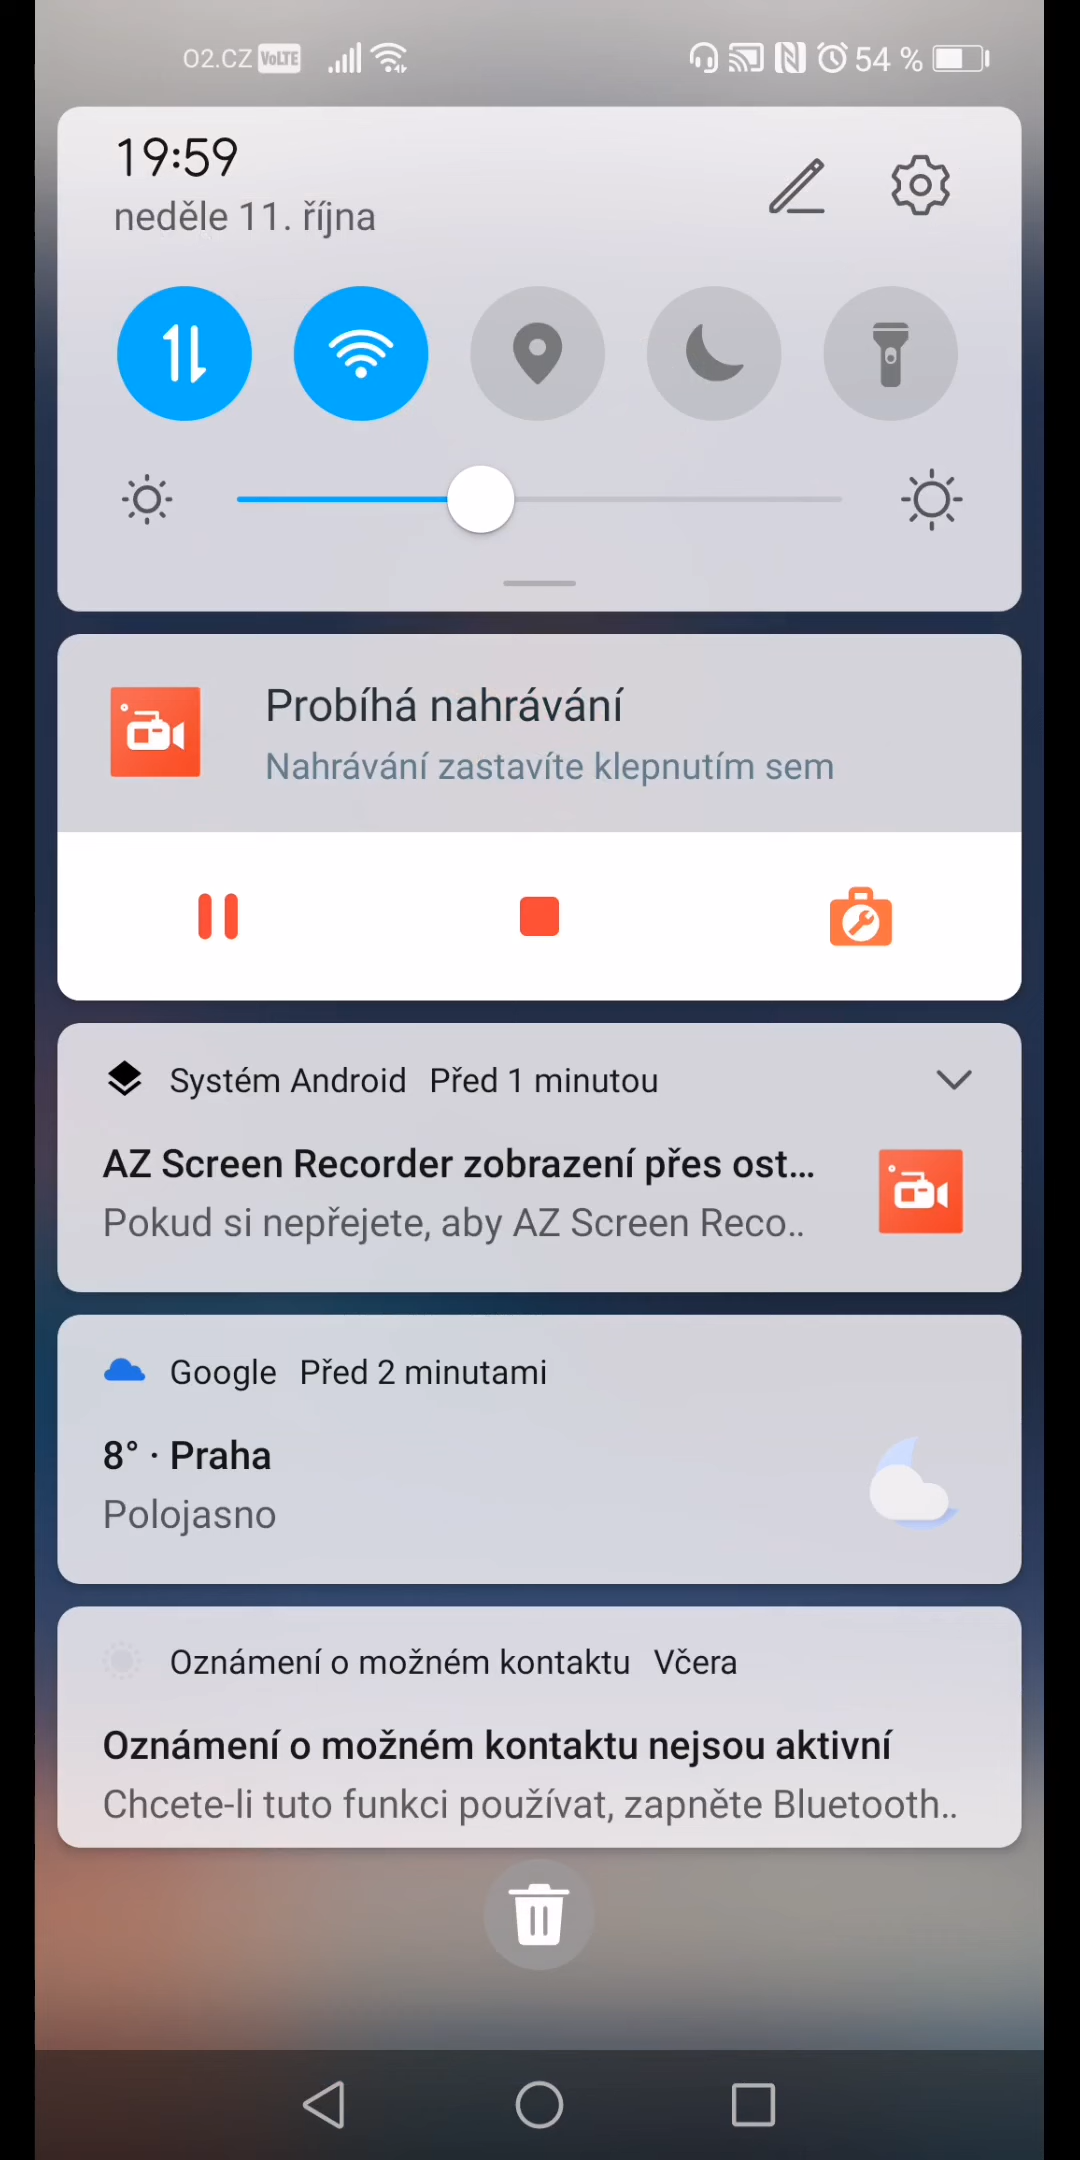 O2.CZ VoLTE 54 %
19:59
neděle 11. října
Probíhá nahrávání
Nahrávání zastavíte klepnutím sem
Systém Android Před 1 minutou
AZ Screen Recorder zobrazení přes ost...
Pokud si nepřejete, aby AZ Screen Reco..
Google Před 2 minutami
8° · Praha
Polojasno
Oznámení o možném kontaktu Včera
Oznámení o možném kontaktu nejsou aktivní
Chcete-li tuto funkci používat, zapněte Bluetooth..